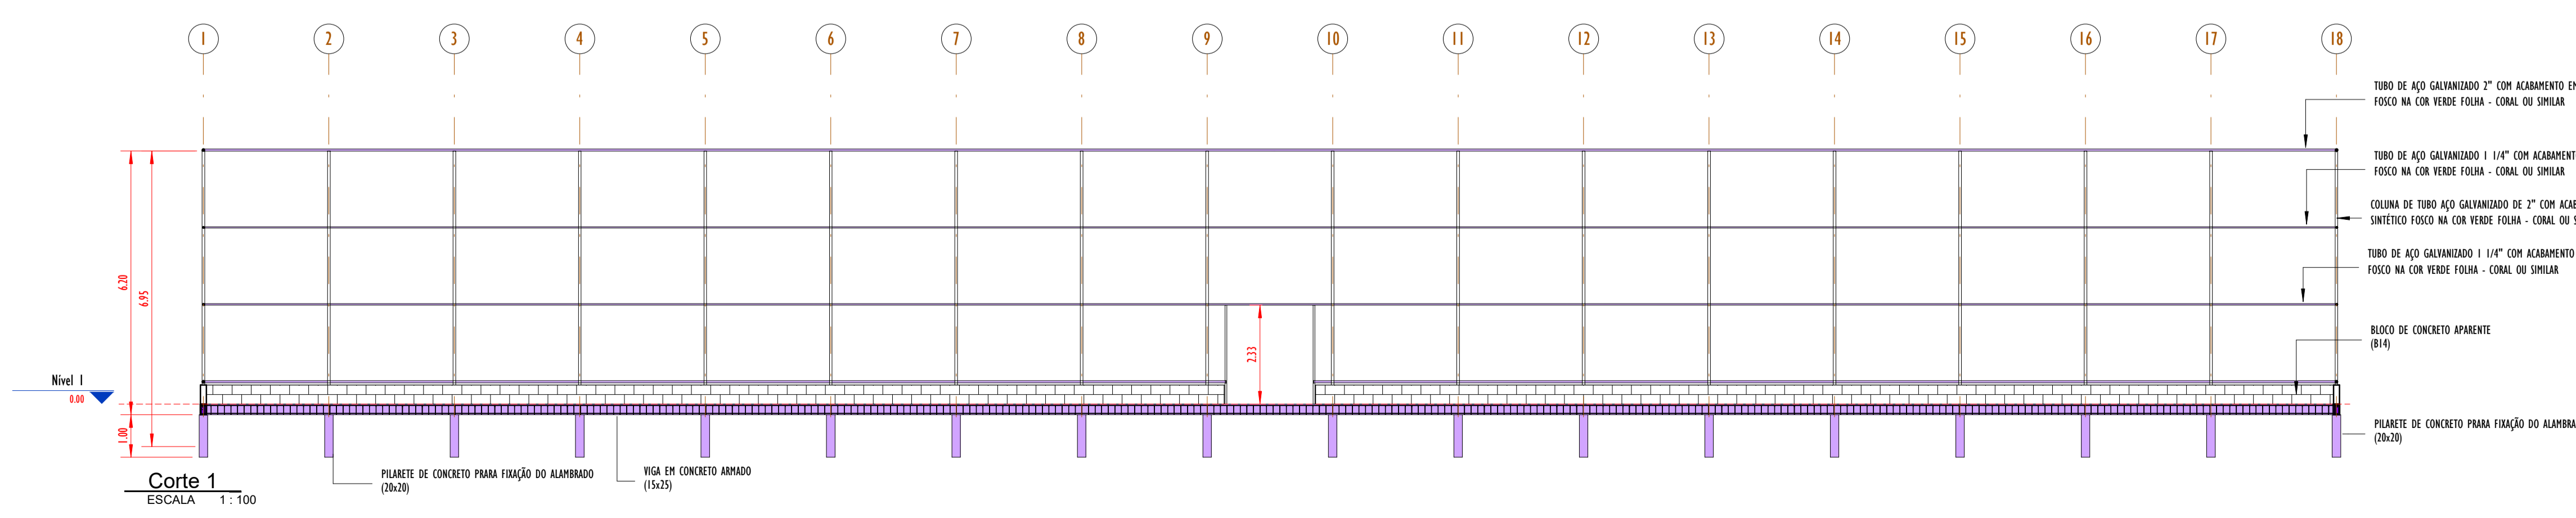 1 2 3 4 5 6 7 8 9 10 11 12 13 14 15 16 17 18
TUBO DE AÇO GALVANIZADO 2" COM ACABAMENTO
FOSCO NA COR VERDE FOLHA - CORAL OU SIMILAR
TUBO DE AÇO GALVANIZADO 1 1/4" COM ACABAMENT
FOSCO NA COR VERDE FOLHA - CORAL OU SIMILAR
COLUNA DE TUBO AÇO GALVANIZADO DE 2" COM
SINTÉTICO FOSCO NA COR VERDE FOLHA - CORAL OU
TUBO DE AÇO GALVANIZADO 1 1/4" COM ACABAMENTO
FOSCO NA COR VERDE FOLHA - CORAL OU SIMILAR
6.20
6.95
2.33
BLOCO DE CONCRETO APARENTE
(B14)
Nível 1
0.00
1.00
PILARETE DE CONCRETO PRARA FIXAÇÃO DO ALAMBRADO
(20x20)
VIGA EM CONCRETO ARMADO
(15x25)
PILARETE DE CONCRETO PRARA FIXAÇÃO DO ALAMBRA
(20x20)
Corte 1
ESCALA 1 : 100